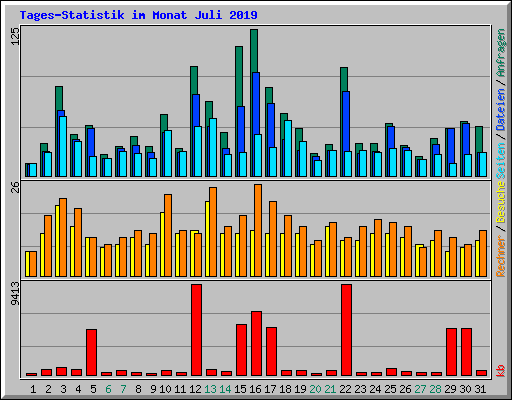 Tages-Statistik im Monat Juli 2019
125
26
9413
Rechner / Besuche Seiten / Dateien / Anfragen
kb
1 2 3 4 5 6 7 8 9 10 11 12 13 14 15 16 17 18 19 20 21 22 23 24 25 26 27 28 29 30 31